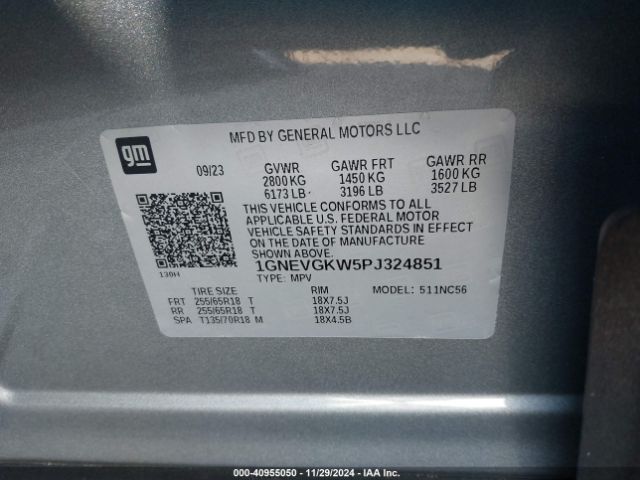 gm
MFD BY GENERAL MOTORS LLC
09/23 GVWR GAWR FRT GAWR RR
2800 KG 1450 KG 1600 KG
6173 LB 3196 LB 3527 LB
THIS VEHICLE CONFORMS TO ALL
APPLICABLE U.S. FEDERAL MOTOR
VEHICLE SAFETY STANDARDS IN EFFECT
ON THE DATE OF MANUFACTURE SHOWN ABOVE.
1GNEVGKW5PJ324851
130H
TYPE: MPV
TIRE SIZE RIM MODEL: 511NC56
FRT 255/65R18 T 18X7.5J
RR 255/65R18 T 18X7.5J
SPA T135/70R18 M 18X4.5B
000-40955050 | 11/29/2024 - IAA Inc.